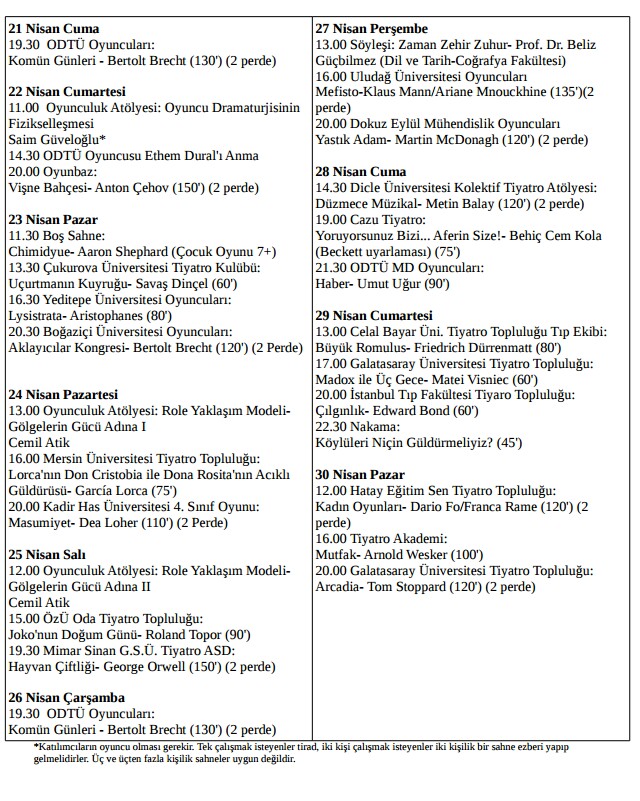 21 Nisan Cuma
19.30  ODTÜ Oyuncuları:
Komün Günleri - Bertolt Brecht (130') (2 perde)
22 Nisan Cumartesi
11.00  Oyunculuk Atölyesi: Oyuncu Dramaturjisinin
Fizikselleşmesi
Saim Güveloğlu*
14.30 ODTÜ Oyuncusu Ethem Dural'ı Anma
20.00 Oyunbaz:
Vişne Bahçesi- Anton Çehov (150') (2 perde)
23 Nisan Pazar
11.30 Boş Sahne:
Chimidyue- Aaron Shephard (Çocuk Oyunu 7+)
13.30 Çukurova Üniversitesi Tiyatro Kulübü:
Uçurtmanın Kuyruğu- Savaş Dinçel (60')
16.30 Yeditepe Üniversitesi Oyuncuları:
Lysistrata- Aristophanes (80')
20.30 Boğaziçi Üniversitesi Oyuncuları:
Aklayıcılar Kongresi- Bertolt Brecht (120') (2 Perde)
24 Nisan Pazartesi
13.00 Oyunculuk Atölyesi: Role Yaklaşım Modeli-
Gölgelerin Gücü Adına I
Cemil Atik
16.00 Mersin Üniversitesi Tiyatro Topluluğu:
Lorca'nın Don Cristobia ile Dona Rosita'nın Acıklı
Güldürüsü- García Lorca (75')
20.00 Kadir Has Üniversitesi 4. Sınıf Oyunu:
Masumiyet- Dea Loher (110') (2 Perde)
25 Nisan Salı
12.00 Oyunculuk Atölyesi: Role Yaklaşım Modeli-
Gölgelerin Gücü Adına II
Cemil Atik
15.00 ÖzÜ Oda Tiyatro Topluluğu:
Joko'nun Doğum Günü- Roland Topor (90')
19.30 Mimar Sinan G.S.Ü. Tiyatro ASD:
Hayvan Çiftliği- George Orwell (150') (2 perde)
26 Nisan Çarşamba
19.30  ODTÜ Oyuncuları:
Komün Günleri - Bertolt Brecht (130') (2 perde)
27 Nisan Perşembe
13.00 Söyleşi: Zaman Zehir Zuhur- Prof. Dr. Beliz
Güçbilmez (Dil ve Tarih-Coğrafya Fakültesi)
16.00 Uludağ Üniversitesi Oyuncuları
Mefisto-Klaus Mann/Ariane Mnouckhine (135')(2
perde)
20.00 Dokuz Eylül Mühendislik Oyuncuları
Yastık Adam- Martin McDonagh (120') (2 perde)
28 Nisan Cuma
14.30 Dicle Üniversitesi Kolektif Tiyatro Atölyesi:
Düzmece Müzikal- Metin Balay (120') (2 perde)
19.00 Cazu Tiyatro:
Yoruyorsunuz Bizi... Aferin Size!- Behiç Cem Kola
(Beckett uyarlaması) (75')
21.30 ODTÜ MD Oyuncuları:
Haber- Umut Uğur (90')
29 Nisan Cumartesi
13.00 Celal Bayar Üni. Tiyatro Topluluğu Tıp Ekibi:
Büyük Romulus- Friedrich Dürrenmatt (80')
17.00 Galatasaray Üniversitesi Tiyatro Topluluğu:
Madox ile Üç Gece- Matei Visniec (60')
20.00 İstanbul Tıp Fakültesi Tiyaro Topluluğu:
Çılgınlık- Edward Bond (60')
22.30 Nakama:
Köylüleri Niçin Güldürmeliyiz? (45')
30 Nisan Pazar
12.00 Hatay Eğitim Sen Tiyatro Topluluğu:
Kadın Oyunları- Dario Fo/Franca Rame (120') (2
perde)
16.00 Tiyatro Akademi:
Mutfak- Arnold Wesker (100')
20.00 Galatasaray Üniversitesi Tiyatro Topluluğu:
Arcadia- Tom Stoppard (120') (2 perde)
*Katılımcıların oyuncu olması gerekir. Tek çalışmak isteyenler tirad, iki kişi çalışmak isteyenler iki kişilik bir sahne ezberi yapıp
gelmelidirler. Üç ve üçten fazla kişilik sahneler uygun değildir.